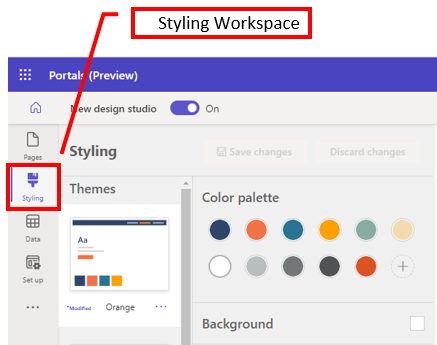 Styling Workspace
Portals (Preview)
New design studio On
Pages
Styling
Save changes
Discard changes
Styling
Themes
Aa
*Modified Orange ...
Color palette
Background
Data
Set up
...